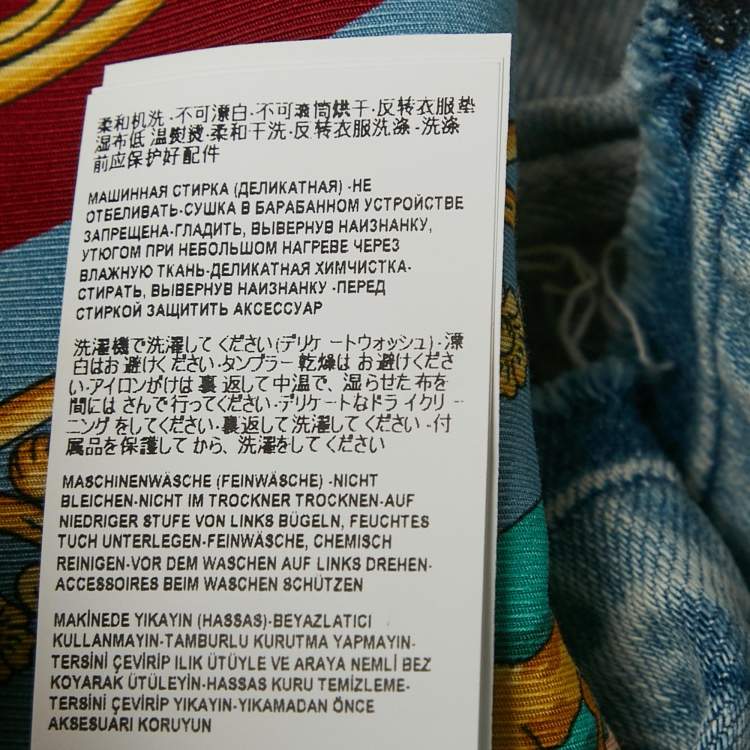 柔和机洗-不可漂白-不可滚筒烘干-反转衣服垫
湿布低温熨烫-柔和干洗-反转衣服洗涤-洗涤
前应保护好配件
МАШИННАЯ СТИРКА (ДЕЛИКАТНАЯ) -НЕ
ОТБЕЛИВАТЬ-СУШКА В БАРАБАННОМ УСТРОЙСТВЕ
ЗАПРЕЩЕНА-ГЛАДИТЬ, ВЫВЕРНУВ НАИЗНАНКУ,
УТЮГОМ ПРИ НЕБОЛЬШОМ НАГРЕВЕ ЧЕРЕЗ
ВЛАЖНУЮ ТКАНЬ-ДЕЛИКАТНАЯ ХИМЧИСТКА-
СТИРАТЬ, ВЫВЕРНУВ НАИЗНАНКУ -ПЕРЕД
СТИРКОЙ ЗАЩИТИТЬ АКСЕССУАР
洗濯機で洗濯してください(デリケートウォッシュ)-漂
白はお避けください-タンブラー乾燥はお避けくださ
い-アイロンがけは裏返して中温で、湿らせた布を
間にはさんで行ってください-デリケートなドライクリー
ニングをしてください-裏返して洗濯してください-付
属品を保護してから、洗濯をしてください
MASCHINENWÄSCHE (FEINWÄSCHE) -NICHT
BLEICHEN-NICHT IM TROCKNER TROCKNEN-AUF
NIEDRIGER STUFE VON LINKS BÜGELN, FEUCHTES
TUCH UNTERLEGEN-FEINWÄSCHE, CHEMISCH
REINIGEN-VOR DEM WASCHEN AUF LINKS DREHEN-
ACCESSOIRES BEIM WASCHEN SCHÜTZEN
MAKİNEDE YIKAYIN (HASSAS)-BEYAZLATICI
KULLANMAYIN-TAMBURLU KURUTMA YAPMAYIN-
TERSİNİ ÇEVİRİP ILIK ÜTÜYLE VE ARAYA NEMLİ BEZ
KOYARAK ÜTÜLEYİN-HASSAS KURU TEMİZLEME-
TERSİNİ ÇEVİRİP YIKAYIN-YIKAMADAN ÖNCE
AKSESUARI KORUYUN